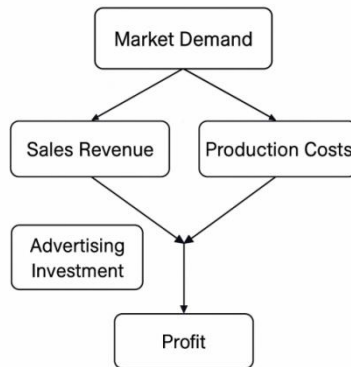 Market Demand
Sales Revenue
Production Costs
Advertising
Investment
Profit